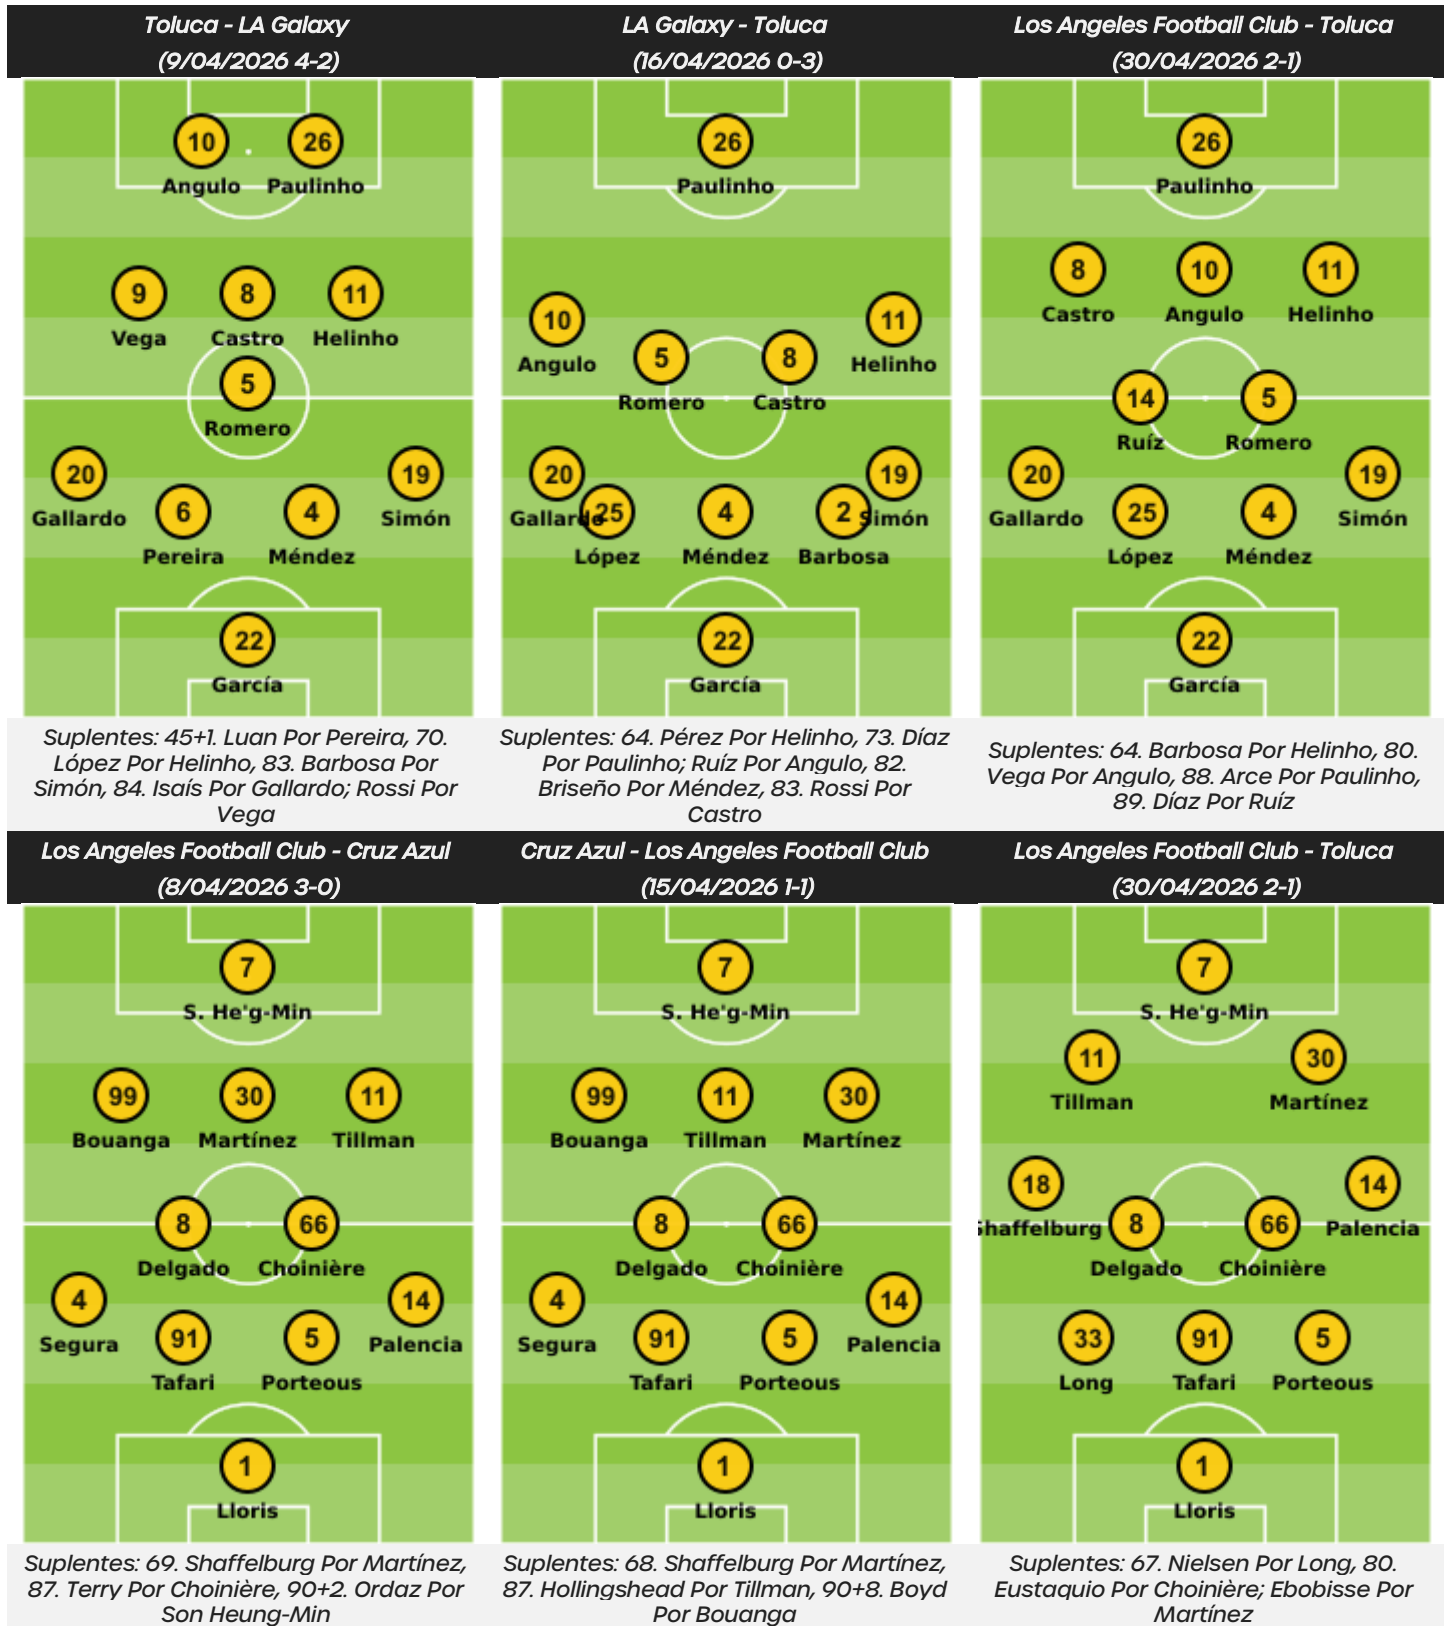 Toluca - LA Galaxy
(9/04/2026 4-2)
10
26
Angulo
Paulinho
9
8
11
Vega
Castro
Helinho
5
Romero
20
19
Gallardo
6
4
Simón
Pereira
Méndez
22
García
Suplentes: 45+1. Luan Por Pereira, 70.
López Por Helinho, 83. Barbosa Por
Simón, 84. Isaís Por Gallardo; Rossi Por
Vega
LA Galaxy - Toluca
(16/04/2026 0-3)
26
Paulinho
10
11
Angulo
5
8
Helinho
Romero
Castro
20
19
Gallardo
25
4
2
Simón
López
Méndez
Barbosa
22
García
Suplentes: 64. Pérez Por Helinho, 73. Díaz
Por Paulinho; Ruíz Por Angulo, 82.
Briseño Por Méndez, 83. Rossi Por
Castro
Los Angeles Football Club - Toluca
(30/04/2026 2-1)
26
Paulinho
8
10
11
Castro
Angulo
Helinho
14
5
Ruíz
Romero
20
19
Gallardo
25
4
Simón
López
Méndez
22
García
Suplentes: 64. Barbosa Por Helinho, 80.
Vega Por Angulo, 88. Arce Por Paulinho,
89. Díaz Por Ruíz
Los Angeles Football Club - Cruz Azul
(8/04/2026 3-0)
7
S. He'g-Min
99
30
11
Bouanga
Martínez
Tillman
8
66
Delgado
Choinière
4
14
Segura
91
5
Palencia
Tafari
Porteous
1
Lloris
Suplentes: 69. Shaffelburg Por Martínez,
87. Terry Por Choinière, 90+2. Ordaz Por
Son Heung-Min
Cruz Azul - Los Angeles Football Club
(15/04/2026 1-1)
7
S. He'g-Min
99
11
30
Bouanga
Tillman
Martínez
8
66
Delgado
Choinière
4
14
Segura
91
5
Palencia
Tafari
Porteous
1
Lloris
Suplentes: 68. Shaffelburg Por Martínez,
87. Hollingshead Por Tillman, 90+8. Boyd
Por Bouanga
Los Angeles Football Club - Toluca
(30/04/2026 2-1)
7
S. He'g-Min
11
30
Tillman
Martínez
18
14
Shaffelburg
8
66
Palencia
Delgado
Choinière
33
91
5
Long
Tafari
Porteous
1
Lloris
Suplentes: 67. Nielsen Por Long, 80.
Eustaquio Por Choinière; Ebobisse Por
Martínez